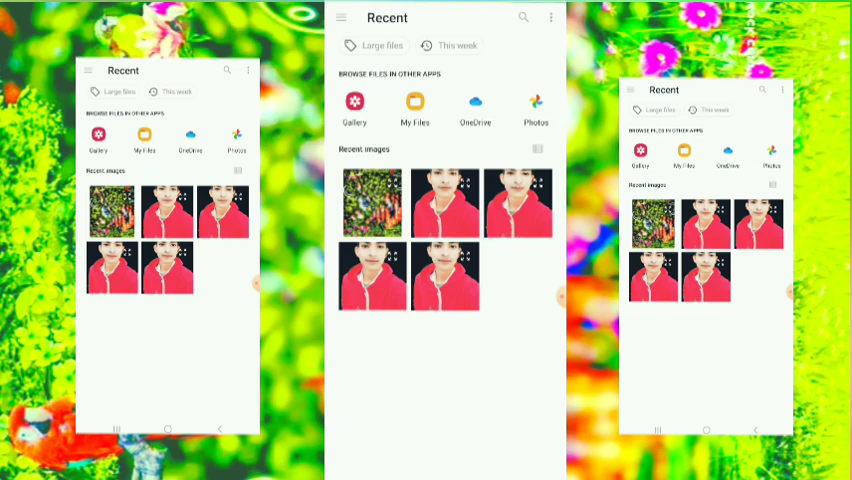 Recent
Large files
This week
BROWSE FILES IN OTHER APPS
Gallery
My Files
OneDrive
Photos
Recent images
Recent
Large files
This week
BROWSE FILES IN OTHER APPS
Gallery
My Files
OneDrive
Photos
Recent images
Recent
Large files
This week
BROWSE FILES IN OTHER APPS
Gallery
My Files
OneDrive
Photos
Recent images